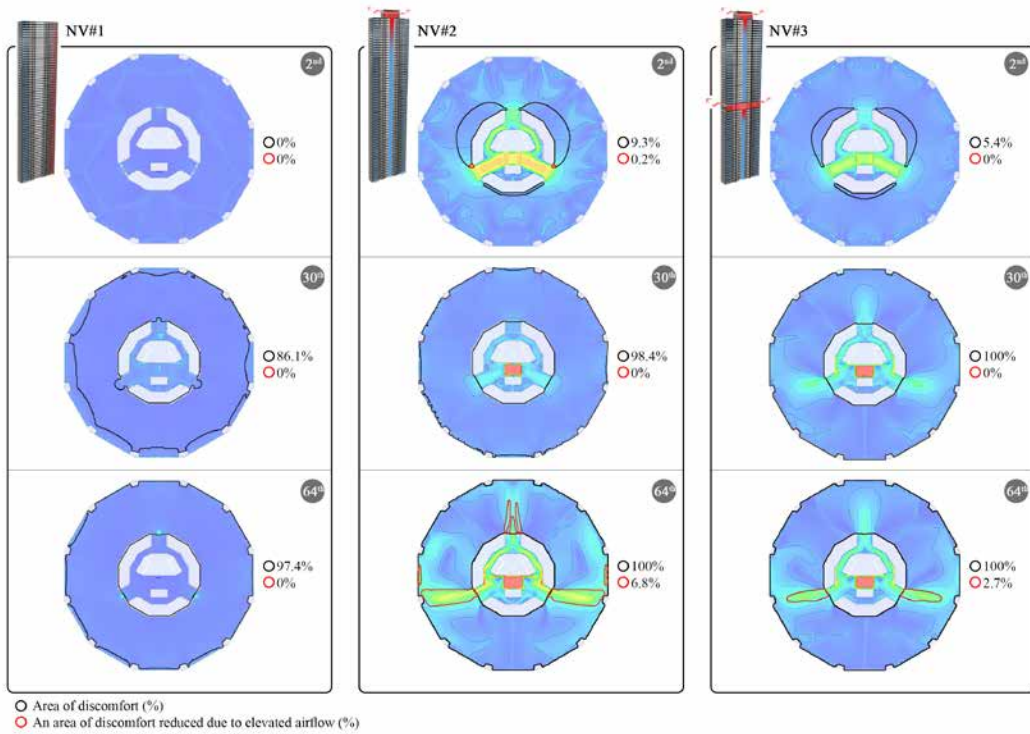 NV#1
2nd
0%
0%
30th
86.1%
0%
64th
97.4%
0%
NV#2
2nd
9.3%
0.2%
30th
98.4%
0%
64th
100%
6.8%
NV#3
2nd
5.4%
0%
30th
100%
0%
64th
100%
2.7%
Area of discomfort (%)
An area of discomfort reduced due to elevated airflow (%)